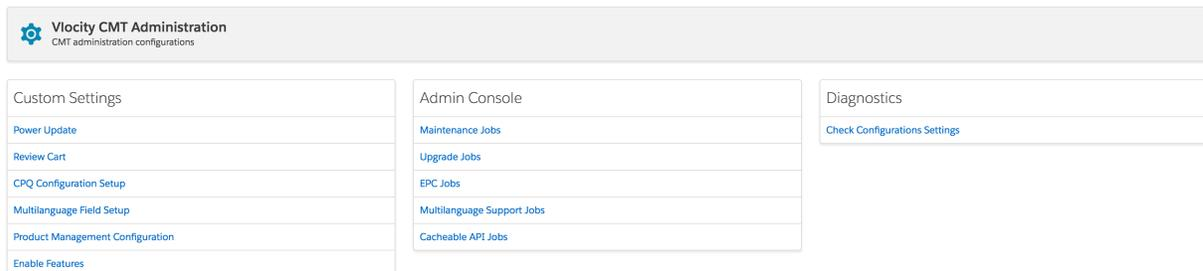 Vlocity CMT Administration
CMT administration configurations
Custom Settings
Power Update
Review Cart
CPQ Configuration Setup
Multilanguage Field Setup
Product Management Configuration
Enable Features
Admin Console
Maintenance Jobs
Upgrade Jobs
EPC Jobs
Multilanguage Support Jobs
Cacheable API Jobs
Diagnostics
Check Configurations Settings